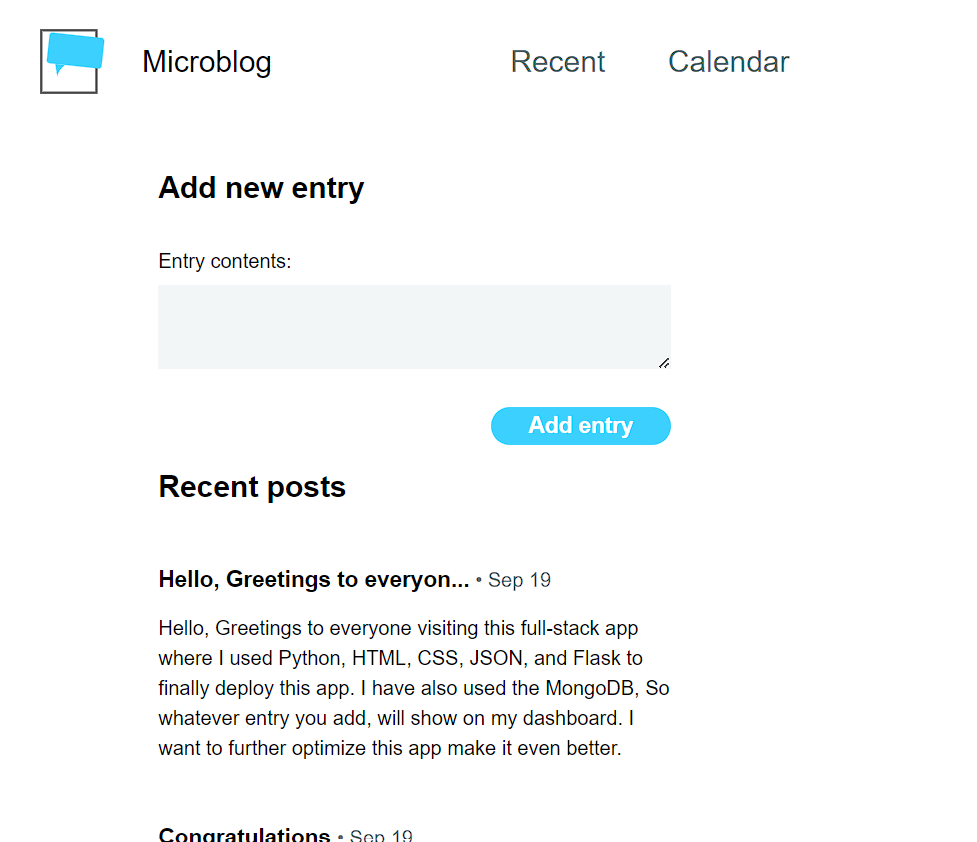 Microblog
Recent
Calendar
Add new entry
Entry contents:
Add entry
Recent posts
Hello, Greetings to everyon... • Sep 19
Hello, Greetings to everyone visiting this full-stack app
where I used Python, HTML, CSS, JSON, and Flask to
finally deploy this app. I have also used the MongoDB, So
whatever entry you add, will show on my dashboard. I
want to further optimize this app make it even better.
Congratulations • Sep 19